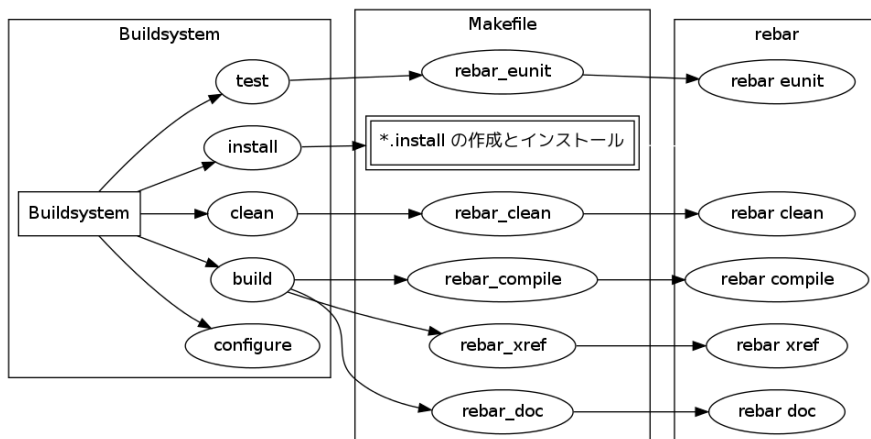 Buildsystem
Makefile
rebar
test
rebar_eunit
rebar eunit
install
*.install の作成とインストール
Buildsystem
clean
rebar_clean
rebar clean
build
rebar_compile
rebar compile
configure
rebar_xref
rebar xref
rebar_doc
rebar doc